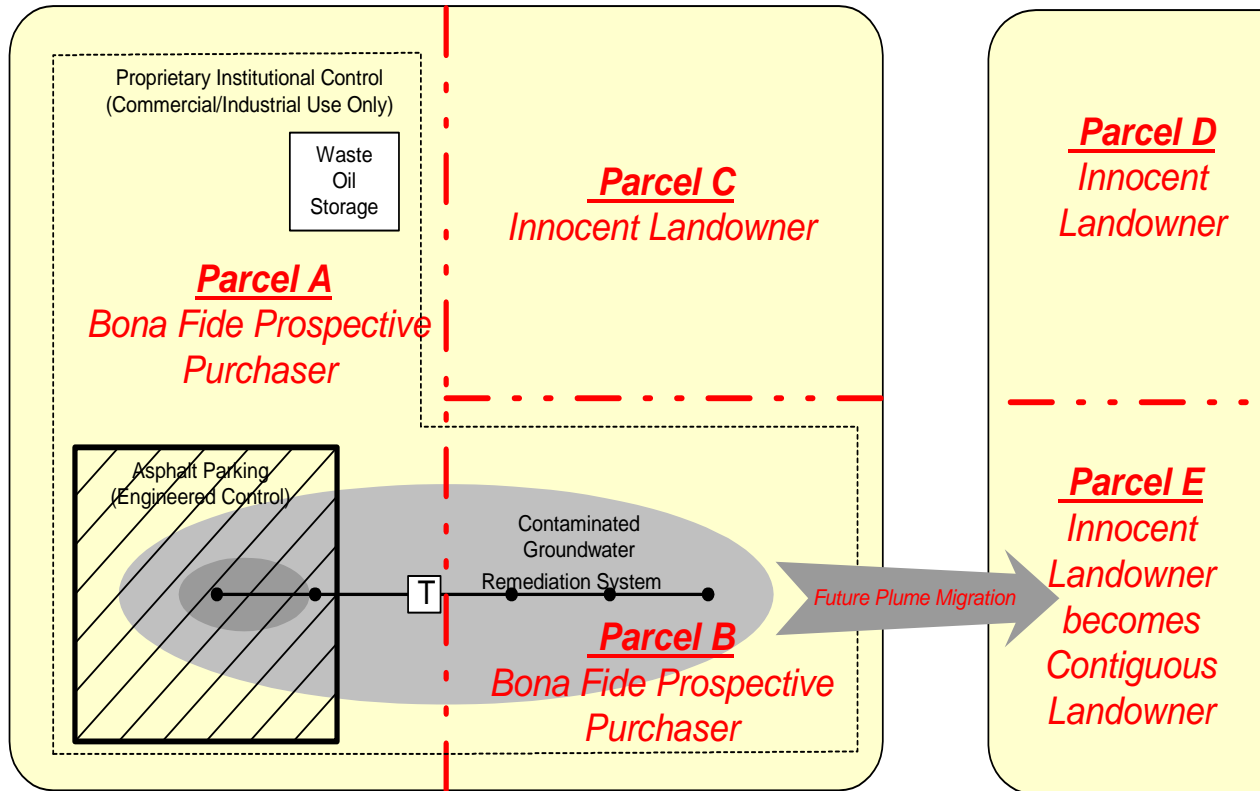 Proprietary Institutional Control
(Commercial/Industrial Use Only)
Waste
Oil
Storage
Parcel A
Bona Fide Prospective
Purchaser
Parcel C
Innocent Landowner
Parcel D
Innocent
Landowner
Asphalt Parking
(Engineered Control)
Contaminated
Groundwater
Remediation System
T
Parcel B
Bona Fide Prospective
Purchaser
Future Plume Migration
Parcel E
Innocent
Landowner
becomes
Contiguous
Landowner